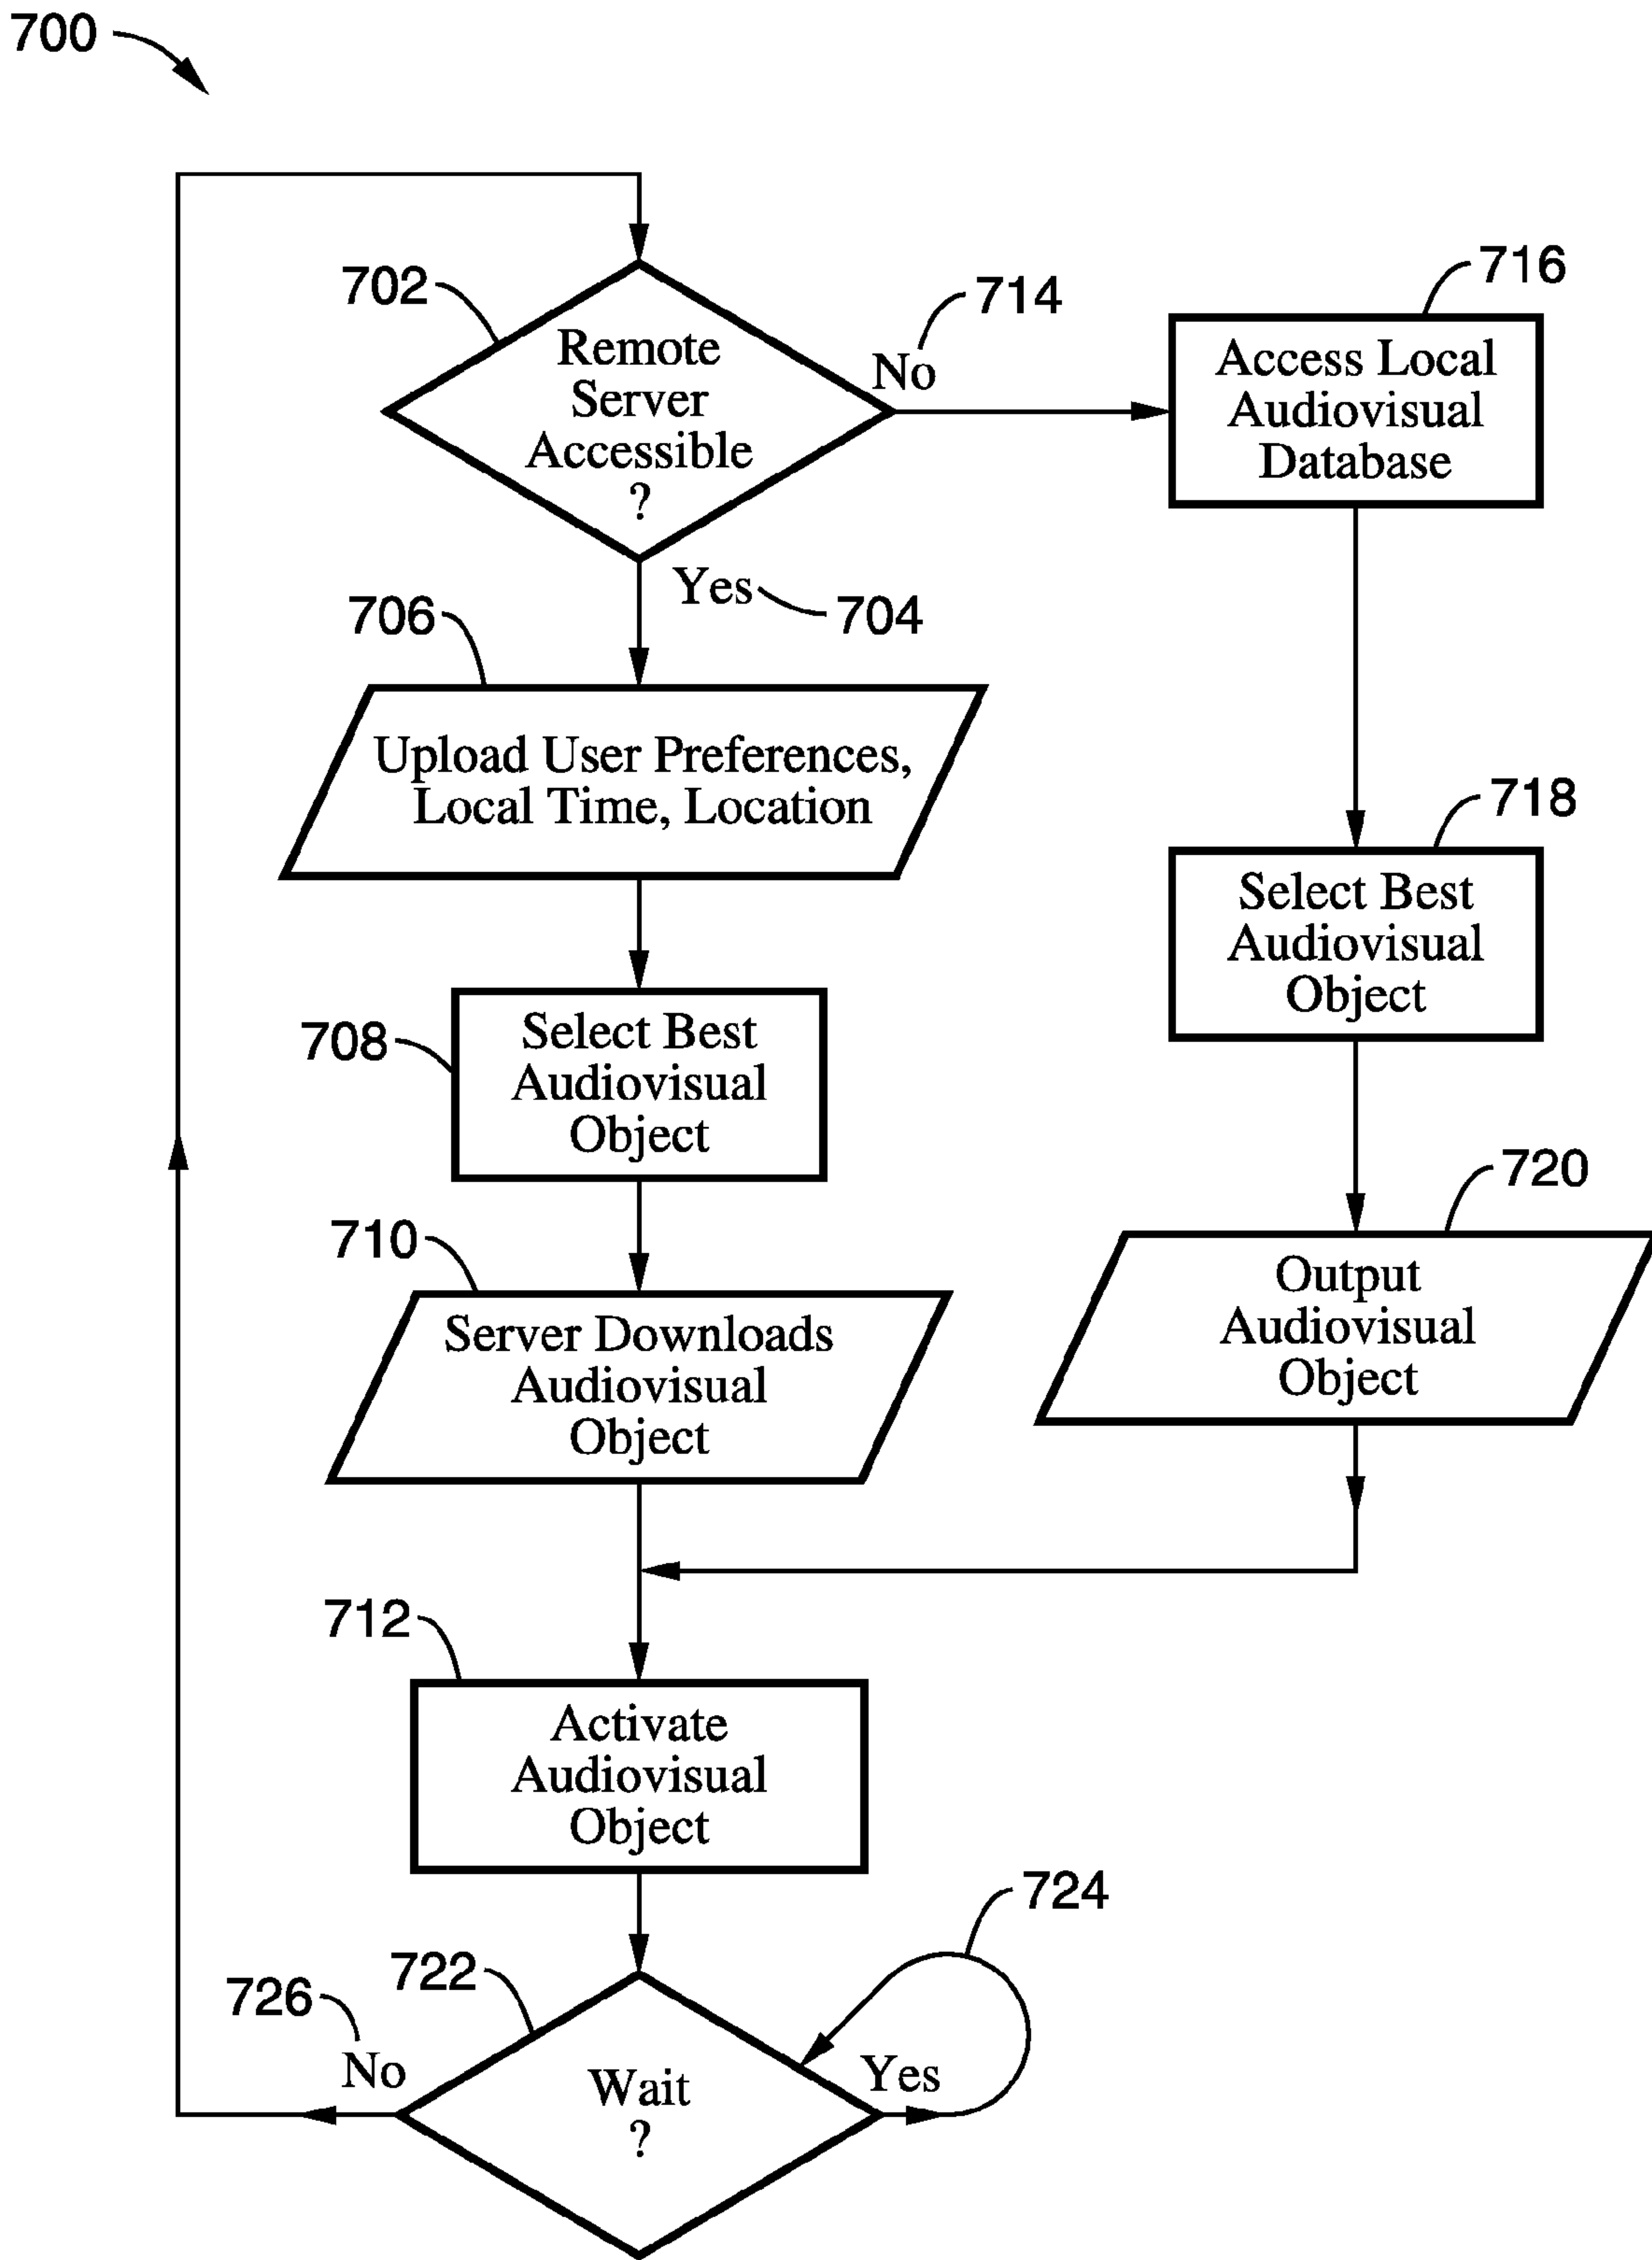 700
702
Remote
Server
Accessible
?
No
714
Yes
704
716
Access Local
Audiovisual
Database
706
Upload User Preferences,
Local Time, Location
718
Select Best
Audiovisual
Object
708
Select Best
Audiovisual
Object
710
Server Downloads
Audiovisual
Object
720
Output
Audiovisual
Object
712
Activate
Audiovisual
Object
724
722
726
No
Wait
?
Yes